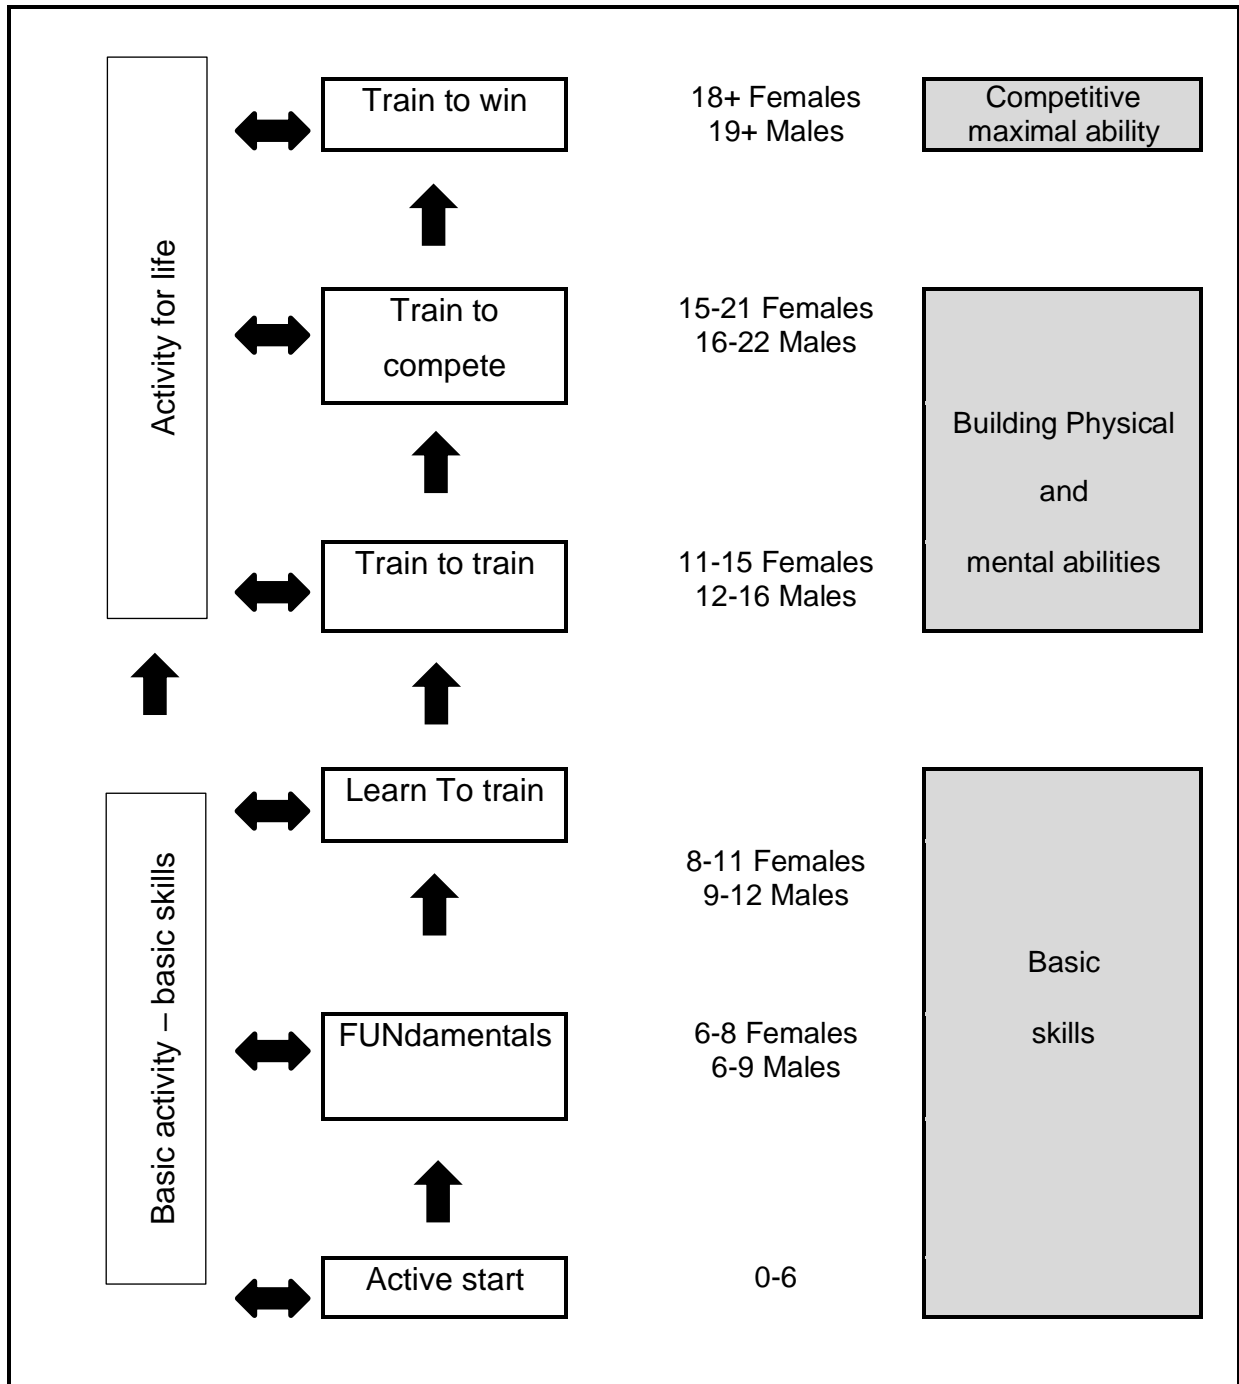 Activity for life
Train to win
18+ Females
19+ Males
Competitive
maximal ability
Train to
compete
15-21 Females
16-22 Males
Building Physical
and
mental abilities
Train to train
11-15 Females
12-16 Males
Basic activity – basic skills
Learn To train
8-11 Females
9-12 Males
Basic
skills
FUNdamentals
6-8 Females
6-9 Males
Active start
0-6